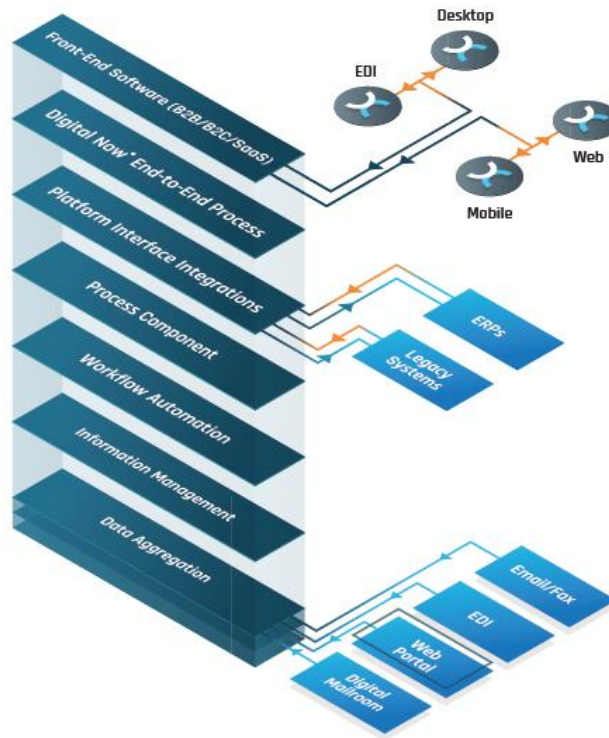 Desktop
EDI
Web
Mobile
Front-End Software (B2B/B2C/SaaS)
Digital Now® End-to-End Process
Platform Interface Integrations
Process Component
Workflow Automation
Information Management
Data Aggregation
ERPs
Legacy
Systems
Email/Fax
EDI
Web
Portal
Digital
Mailroom